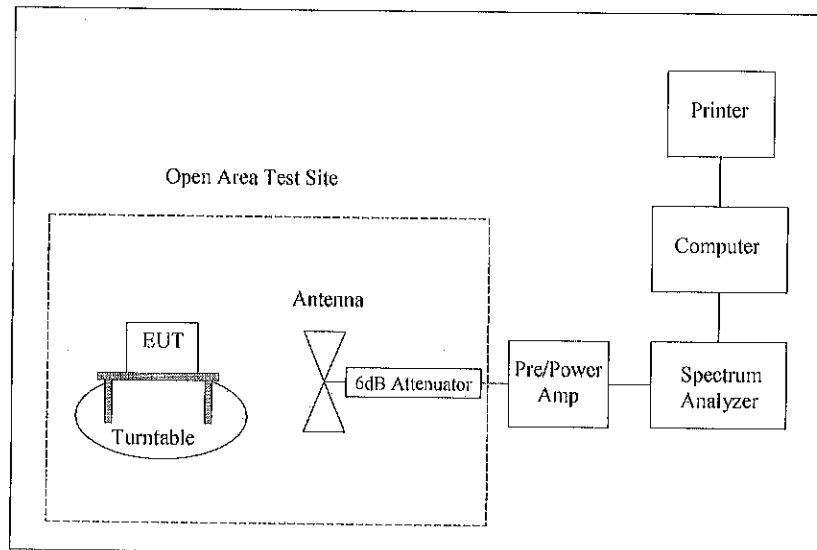 Printer
Open Area Test Site
Computer
Antenna
EUT
6dB Attenuator
Pre/Power
Amp
Spectrum
Analyzer
Turntable